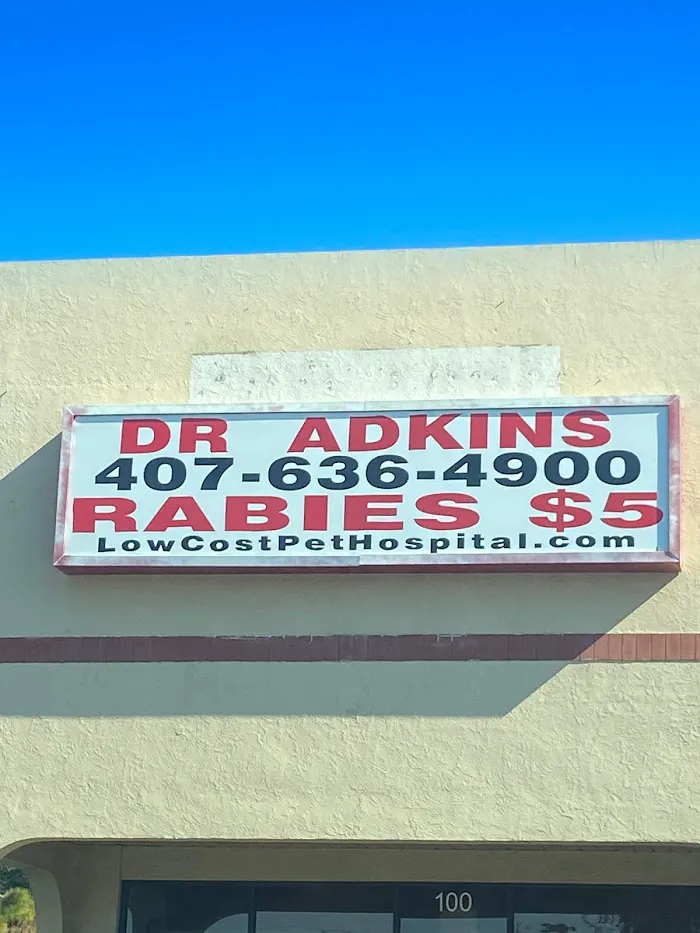 DR ADKINS
407-636-4900
RABIES $5
LowCostPetHospital.com
100